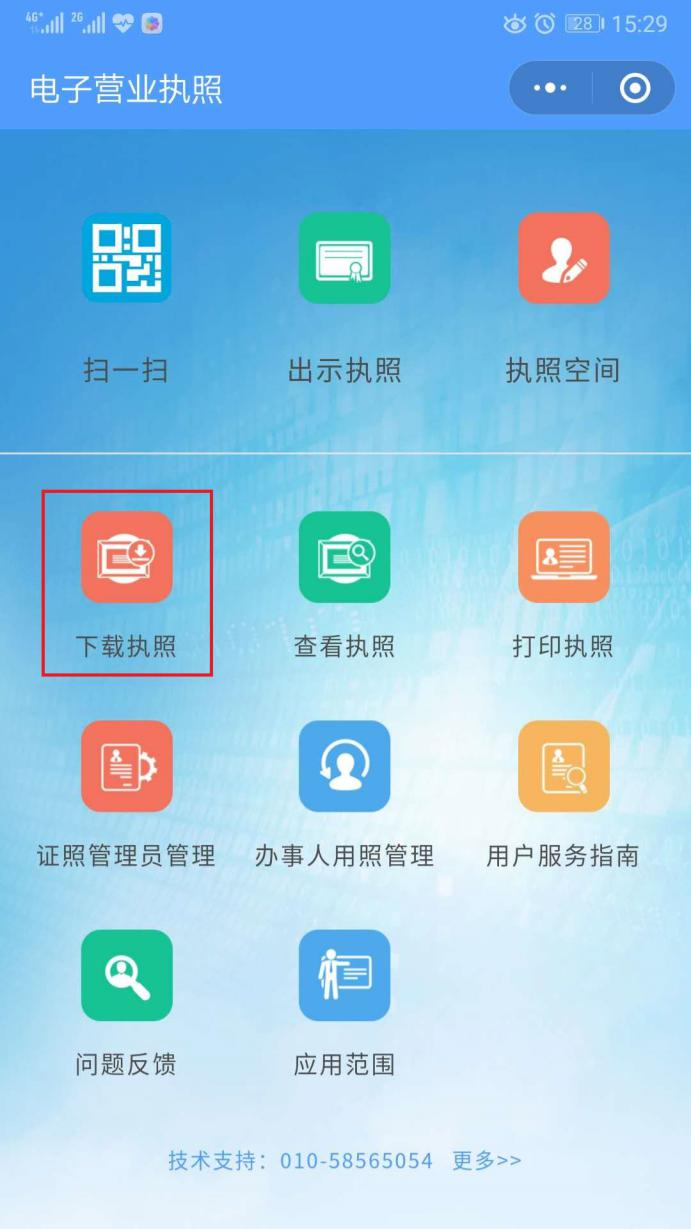 4G+ 2G 28 15:29
电子营业执照
扫一扫 出示执照 执照空间
下载执照 查看执照 打印执照
证照管理员管理 办事人用照管理 用户服务指南
问题反馈 应用范围
技术支持：010-58565054 更多>>